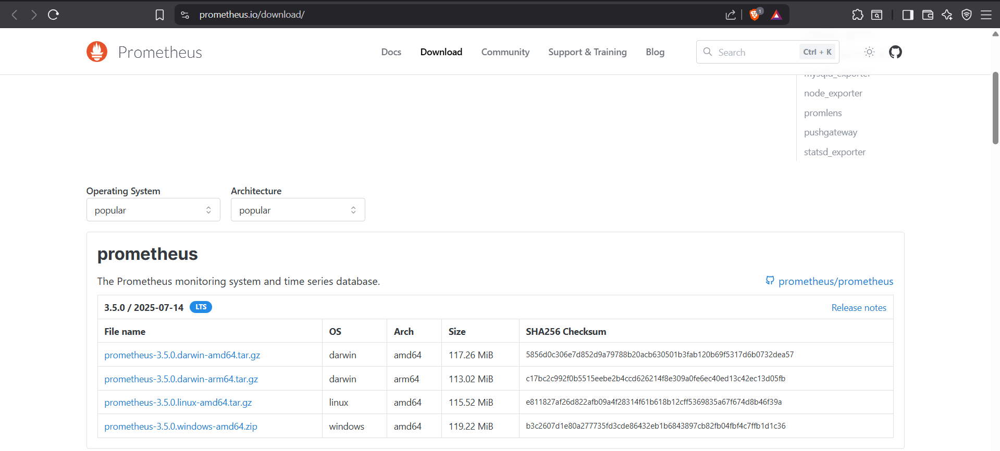 prometheus.io/download/
1
Prometheus
Docs
Download
Community
Support & Training
Blog
Search
Ctrl + K
mysqld_exporter
node_exporter
promlens
pushgateway
statsd_exporter
Operating System
Architecture
popular
popular
prometheus
The Prometheus monitoring system and time series database.
prometheus/prometheus
3.5.0 / 2025-07-14 LTS
Release notes
File name OS Arch Size SHA256 Checksum
prometheus-3.5.0.darwin-amd64.tar.gz darwin amd64 117.26 MiB 5856d0c306e7d852d9a79788b20acb630501b3fab120b69f5317d6b0732dea57
prometheus-3.5.0.darwin-arm64.tar.gz darwin arm64 113.02 MiB c17bc2c992f0b5515eebe2b4ccd626214f8e309a0fe6ec40ed13c42ec13d05fb
prometheus-3.5.0.linux-amd64.tar.gz linux amd64 115.52 MiB e811827af26d822afb09a4f28314f61b618b12cff5369835a67f674d8b46f39a
prometheus-3.5.0.windows-amd64.zip windows amd64 119.22 MiB b3c2607d1e80a277735fd3cde86432eb1b6843897cb82fb04fbf4c7ffb1d1c36